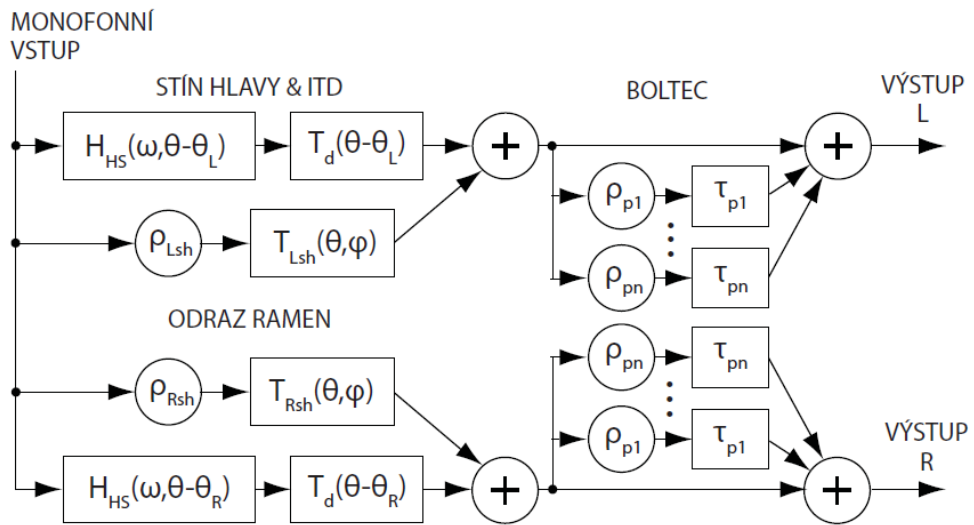 MONOFONNÍ
VSTUP
STÍN HLAVY & ITD
BOLTEC
VÝSTUP
L
H_HS(ω,θ-θ_L)
T_d(θ-θ_L)
+
+
ρ_p1
τ_p1
ρ_Lsh
T_Lsh(θ,φ)
ρ_pn
τ_pn
ODRAZ RAMEN
ρ_pn
τ_pn
ρ_Rsh
T_Rsh(θ,φ)
ρ_p1
τ_p1
VÝSTUP
R
H_HS(ω,θ-θ_R)
T_d(θ-θ_R)
+
+